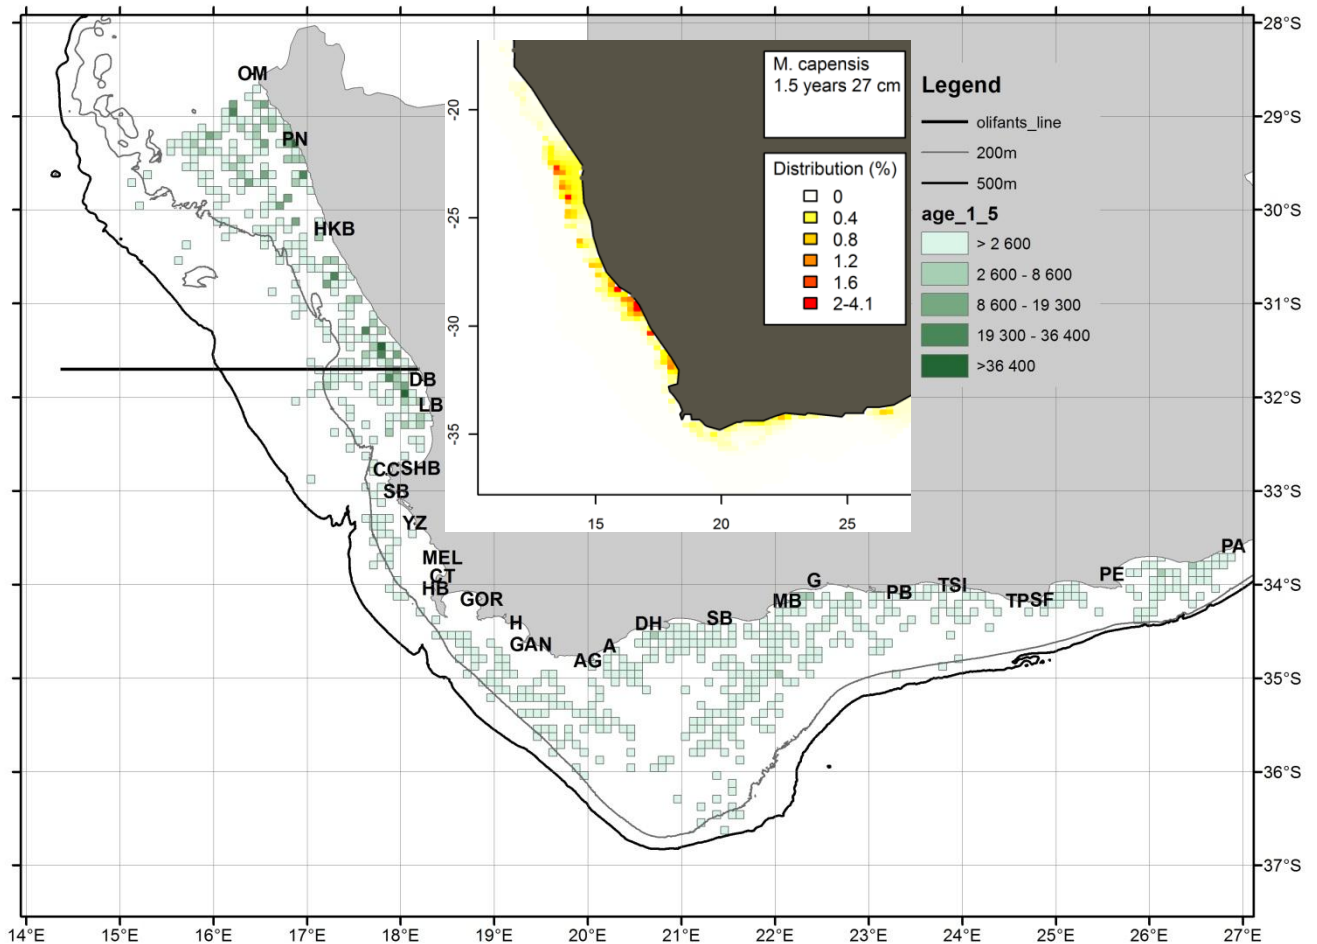 28°S
OM
M. capensis
1.5 years 27 cm
Legend
olifants_line
200m
500m
age_1_5
> 2 600
2 600 - 8 600
8 600 - 19 300
19 300 - 36 400
>36 400
Distribution (%)
0
0.4
0.8
1.2
1.6
2-4.1
-20
-25
-30
-35
15
20
25
29°S
PN
30°S
HKB
31°S
DB
32°S
LB
CCSHB
SB
33°S
YZ
MEL
CT
HB
GOR
H
GAN
AG
A
DH
SB
MB
G
PB
TSI
TPSF
PE
PA
34°S
35°S
36°S
37°S
14°E
15°E
16°E
17°E
18°E
19°E
20°E
21°E
22°E
23°E
24°E
25°E
26°E
27°E